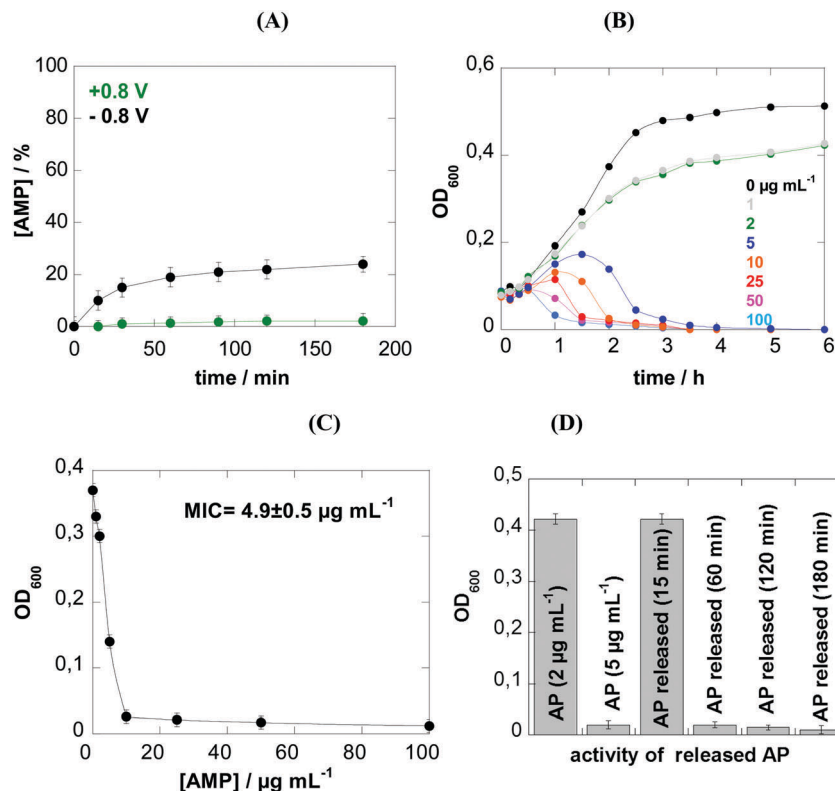 (A)
100
80
60
40
20
0
+0.8 V
- 0.8 V
[AMP] / %
0 50 100 150 200
time / min
(B)
0,6
0,4
0,2
0
OD600
0 µg mL-1
1
2
5
10
25
50
100
0 1 2 3 4 5 6
time / h
(C)
0,4
0,3
0,2
0,1
0
MIC= 4.9±0.5 µg mL-1
OD600
0 20 40 60 80 100
[AMP] / µg mL-1
(D)
0,5
0,4
0,3
0,2
0,1
0
OD600
AP (2 µg mL-1)
AP (5 µg mL-1)
AP released (15 min)
AP released (60 min)
AP released (120 min)
AP released (180 min)
activity of released AP